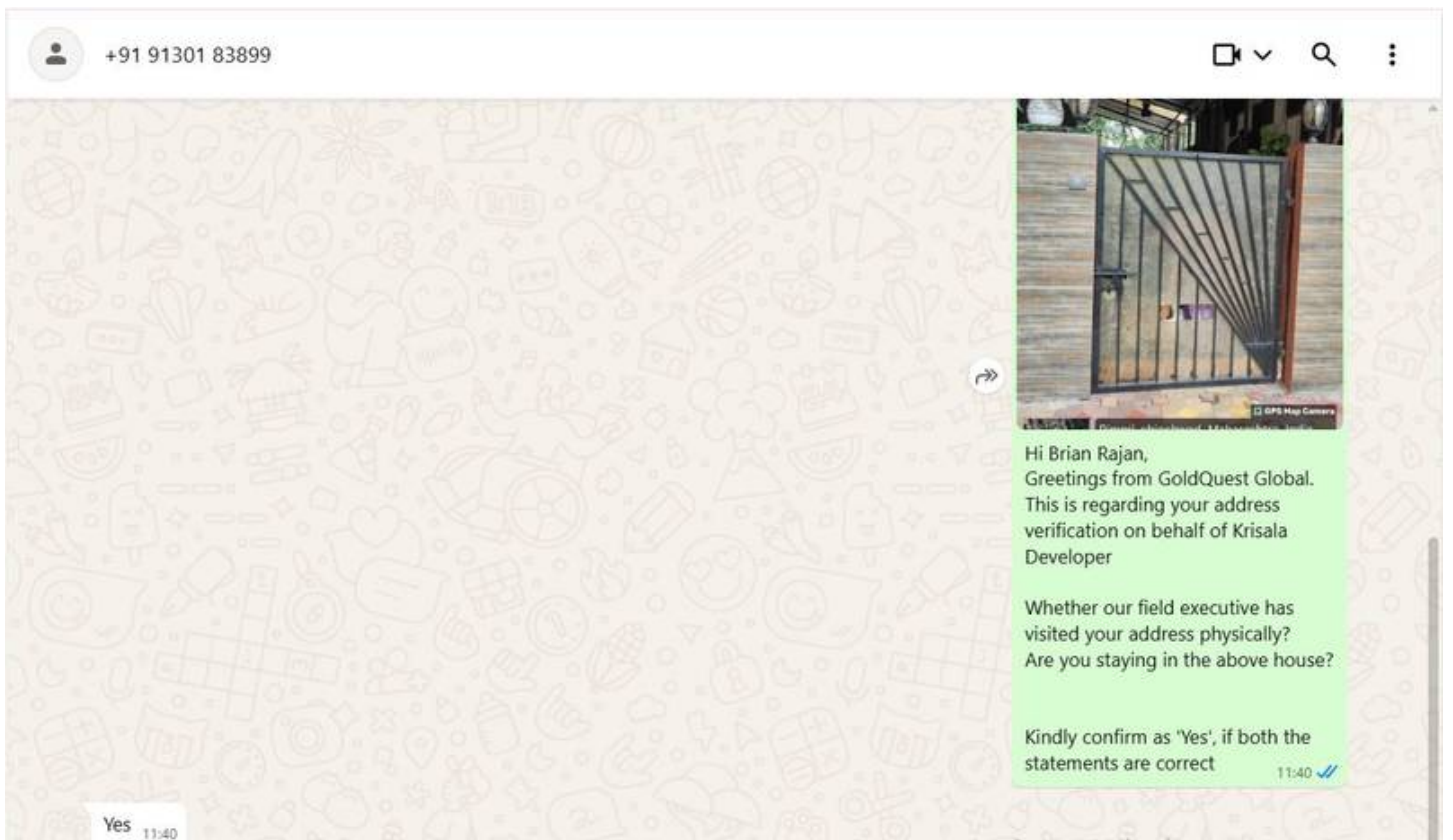 +91 91301 83899
GPS Map Camera
Hi Brian Rajan,
Greetings from GoldQuest Global.
This is regarding your address
verification on behalf of Krisala
Developer
Whether our field executive has
visited your address physically?
Are you staying in the above house?
Kindly confirm as 'Yes', if both the
statements are correct
11:40
Yes 11:40